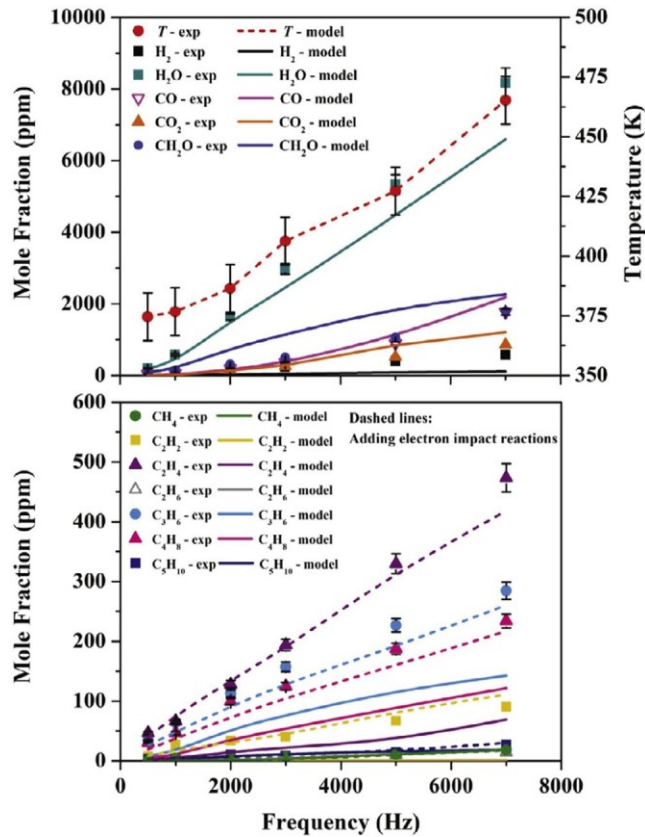 10000
8000
6000
4000
2000
0
Mole Fraction (ppm)
T - exp T - model
H2 - exp H2 - model
H2O - exp H2O - model
CO - exp CO - model
CO2 - exp CO2 - model
CH2O - exp CH2O - model
500
475
450
425
400
375
350
Temperature (K)
600
500
400
300
200
100
0
Mole Fraction (ppm)
CH4 - exp CH4 - model
C2H2 - exp C2H2 - model
C2H4 - exp C2H4 - model
C2H6 - exp C2H6 - model
C3H6 - exp C3H6 - model
C4H8 - exp C4H8 - model
C5H10 - exp C5H10 - model
Dashed lines:
Adding electron impact reactions
0 2000 4000 6000 8000
Frequency (Hz)